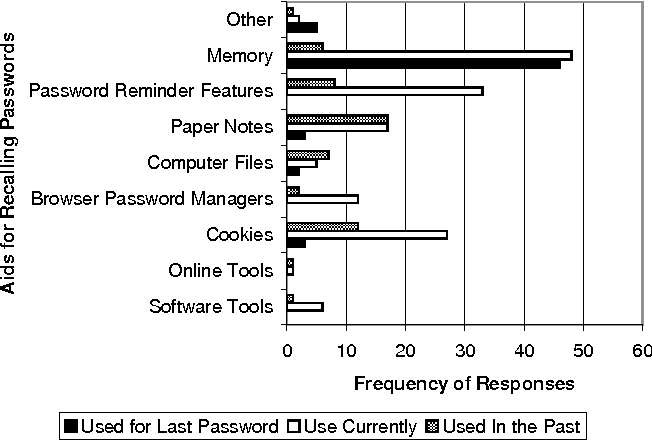 Aids for Recalling Passwords
Other
Memory
Password Reminder Features
Paper Notes
Computer Files
Browser Password Managers
Cookies
Online Tools
Software Tools
0 10 20 30 40 50 60
Frequency of Responses
Used for Last Password Use Currently Used In the Past